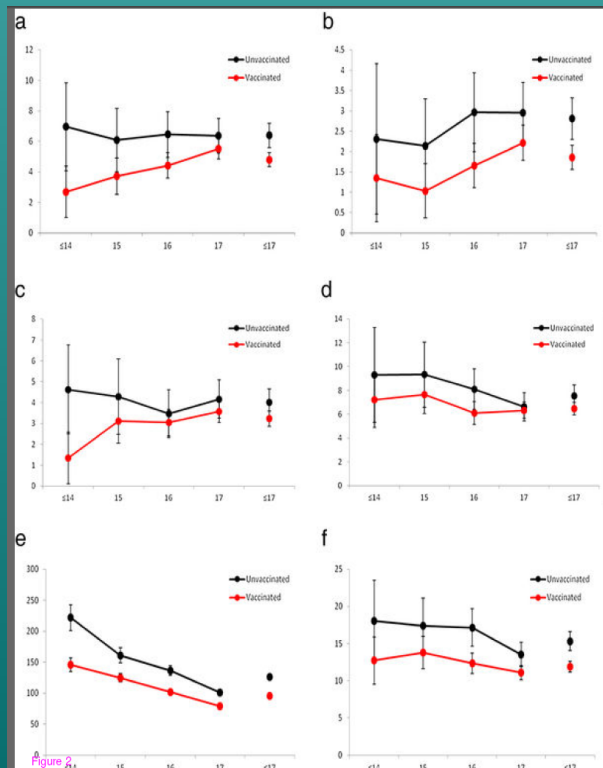 a
12
10
8
6
4
2
0
≤14 15 16 17 ≤17
Unvaccinated
Vaccinated
b
4.5
4
3.5
3
2.5
2
1.5
1
0.5
0
≤14 15 16 17 ≤17
Unvaccinated
Vaccinated
c
8
7
6
5
4
3
2
1
0
≤14 15 16 17 ≤17
Unvaccinated
Vaccinated
d
14
12
10
8
6
4
2
0
≤14 15 16 17 ≤17
Unvaccinated
Vaccinated
e
300
250
200
150
100
50
0
≤14 15 16 17 ≤17
Unvaccinated
Vaccinated
f
25
20
15
10
5
0
≤14 15 16 17 ≤17
Unvaccinated
Vaccinated
Figure 2